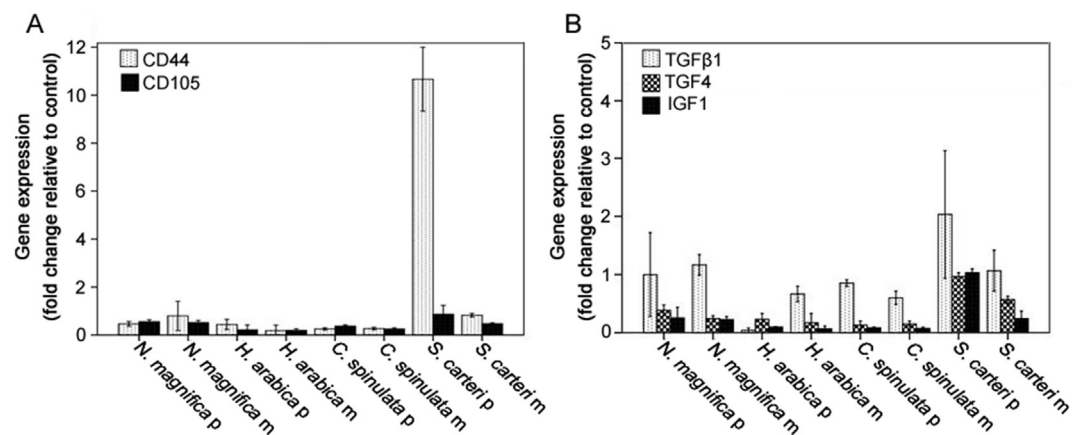 A
Gene expression
(fold change relative to control)
12
10
8
6
4
2
0
CD44
CD105
N. magnifica p
N. magnifica m
H. arabica p
H. arabica m
C. spinulata p
C. spinulata m
S. carteri p
S. carteri m
B
Gene expression
(fold change relative to control)
5
4
3
2
1
0
TGFβ1
TGF4
IGF1
N. magnifica p
N. magnifica m
H. arabica p
H. arabica m
C. spinulata p
C. spinulata m
S. carteri p
S. carteri m